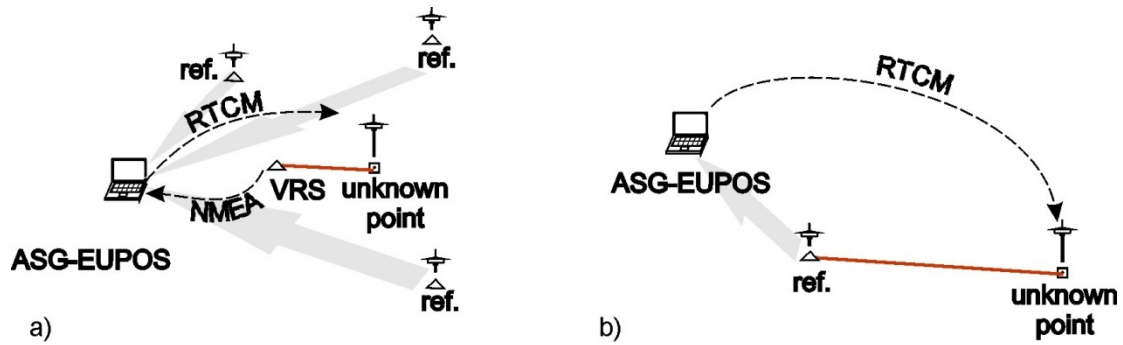 ref.
ref.
RTCM
VRS
unknown
point
NMEA
ASG-EUPOS
ref.
a)
RTCM
ASG-EUPOS
ref.
unknown
point
b)